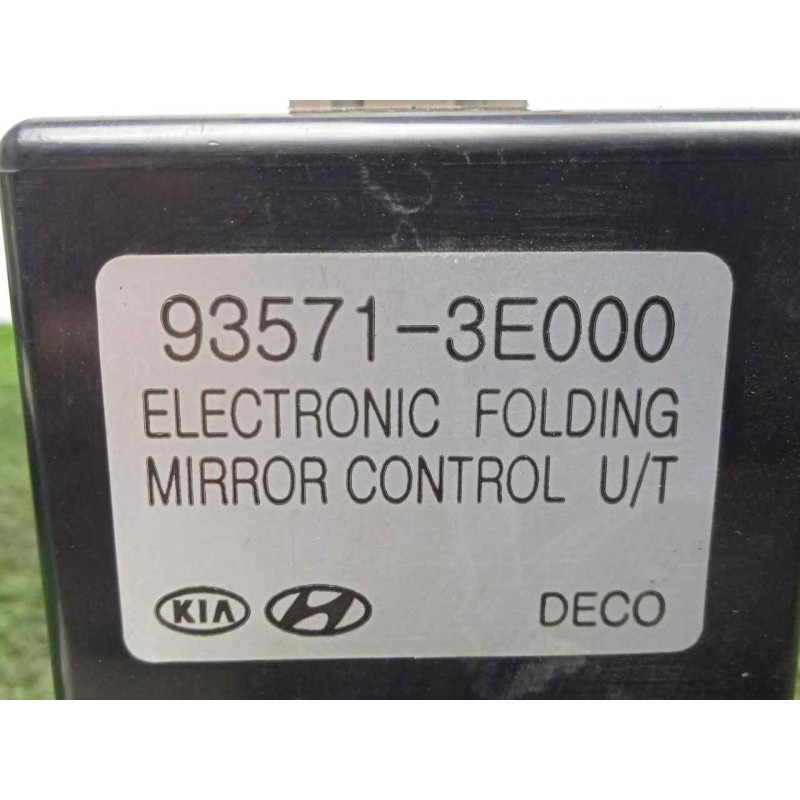 93571-3E000
ELECTRONIC FOLDING
MIRROR CONTROL U/T
KIA DECO